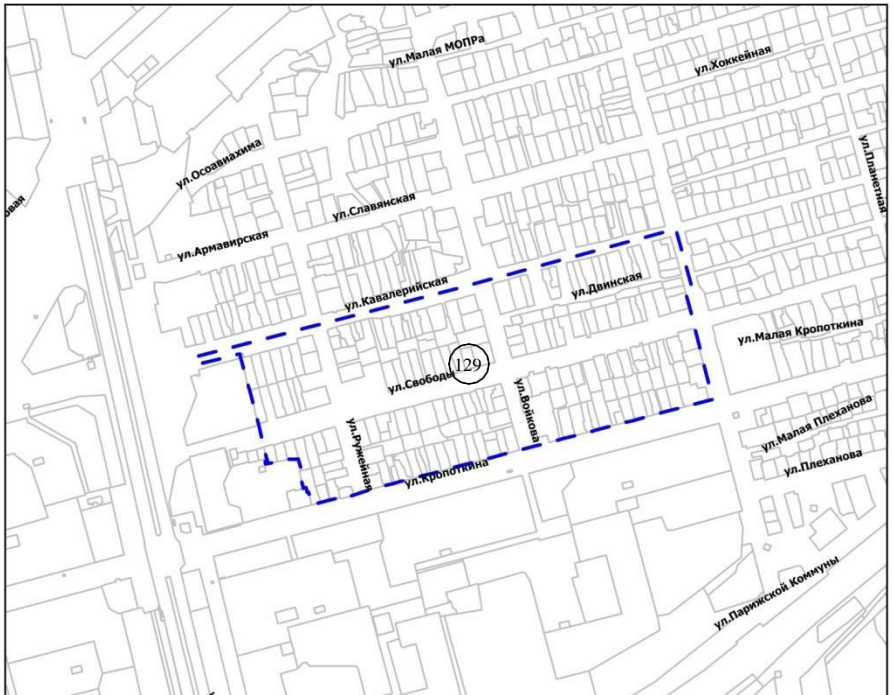 ул.Малая МОПРа
ул.Хоккейная
ул.Осоавиахима
ул.Планетная
овая
ул.Славянская
ул.Армавирская
ул.Кавалерийская
ул.Двинская
ул.Малая Кропоткина
129
ул.Свободы
ул.Войкова
ул.Малая Плеханова
ул.Ружейная
ул.Кропоткина
ул.Плеханова
ул.Парижской Коммуны